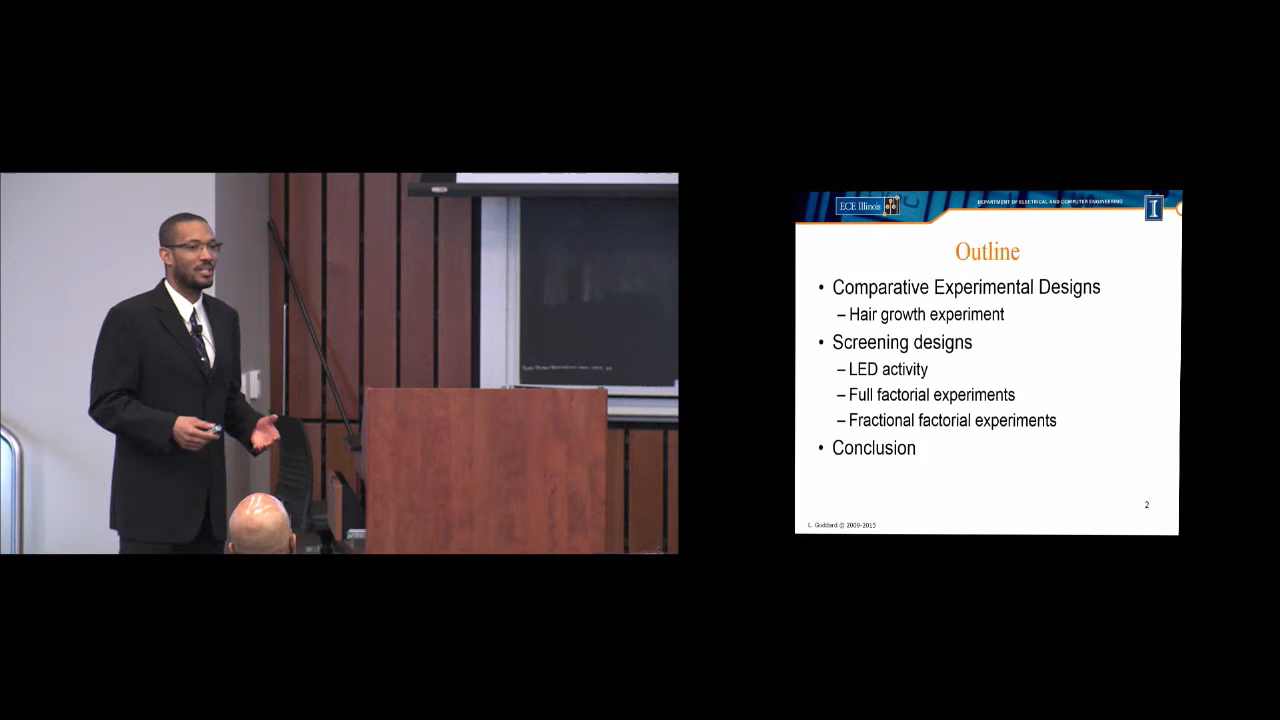 ECE Illinois
DEPARTMENT OF ELECTRICAL AND COMPUTER ENGINEERING
I
Outline
• Comparative Experimental Designs
– Hair growth experiment
• Screening designs
– LED activity
– Full factorial experiments
– Fractional factorial experiments
• Conclusion
2
L. Goddard © 2009-2015